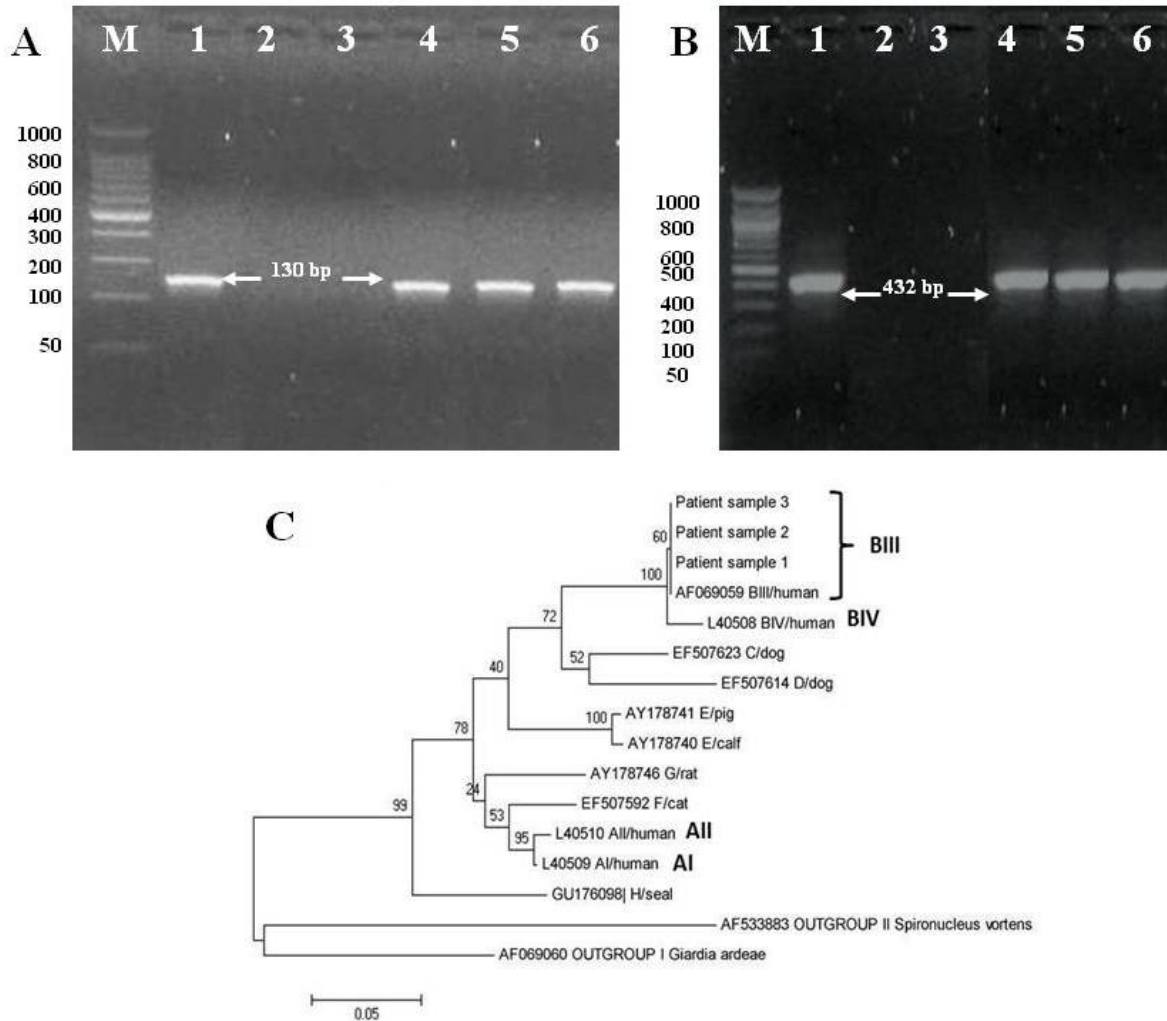 A M 1 2 3 4 5 6
1000
800
600
400
300
200
100
50
130 bp
B M 1 2 3 4 5 6
1000
800
600
500
400
200
100
50
432 bp
C
Patient sample 3
Patient sample 2
Patient sample 1
AF069059 BIII/human
BIII
L40508 BIV/human BIV
EF507623 C/dog
EF507614 D/dog
AY178741 E/pig
AY178740 E/calf
AY178746 G/rat
EF507592 F/cat
L40510 AII/human AII
L40509 AI/human AI
GU176098| H/seal
AF533883 OUTGROUP II Spironucleus vortens
AF069060 OUTGROUP I Giardia ardeae
60
100
72
52
40
100
78
24
53
95
99
0.05